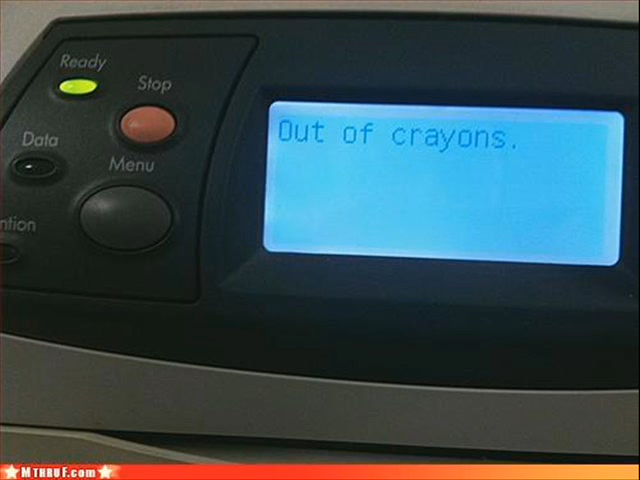 Ready
Stop
Out of crayons.
Data
Menu
ntion
MTHRUF.com